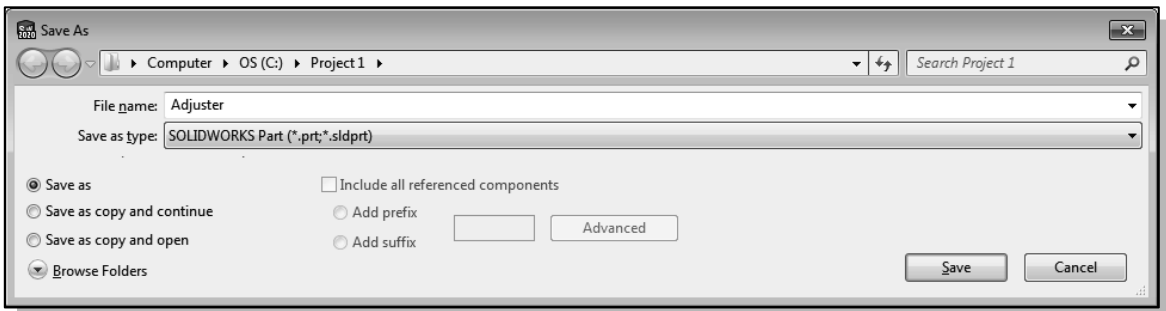 SW 2020 Save As
Computer OS (C:) Project 1 Search Project 1
File name: Adjuster
Save as type: SOLIDWORKS Part (*.prt;*.sldprt)
Save as Include all referenced components
Save as copy and continue Add prefix
Advanced
Save as copy and open Add suffix
Browse Folders Save Cancel